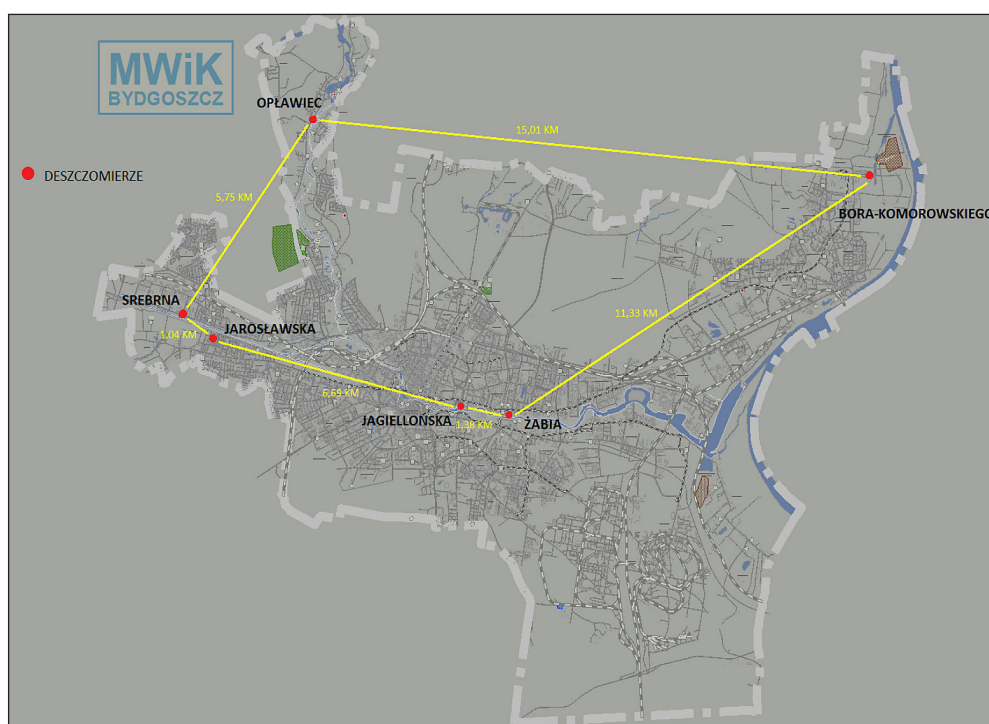 MWiK
BYDGOSZCZ
OPŁAWIEC
15,01 KM
DESZCZOMIERZE
5,75 KM
BORA-KOMOROWSKIEGO
SREBRNA
11,33 KM
JAROSŁAWSKA
1,04 KM
6,69 KM
JAGIELLOŃSKA
1,38 KM
ŻABIA